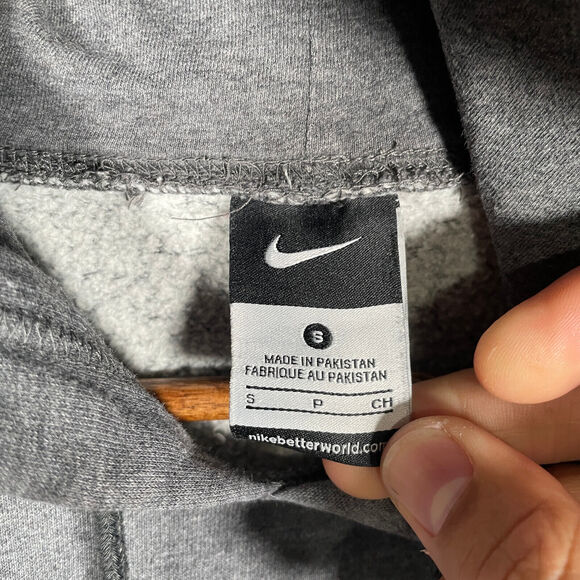 S
MADE IN PAKISTAN
FABRIQUE AU PAKISTAN
S P CH
nikebetterworld.com